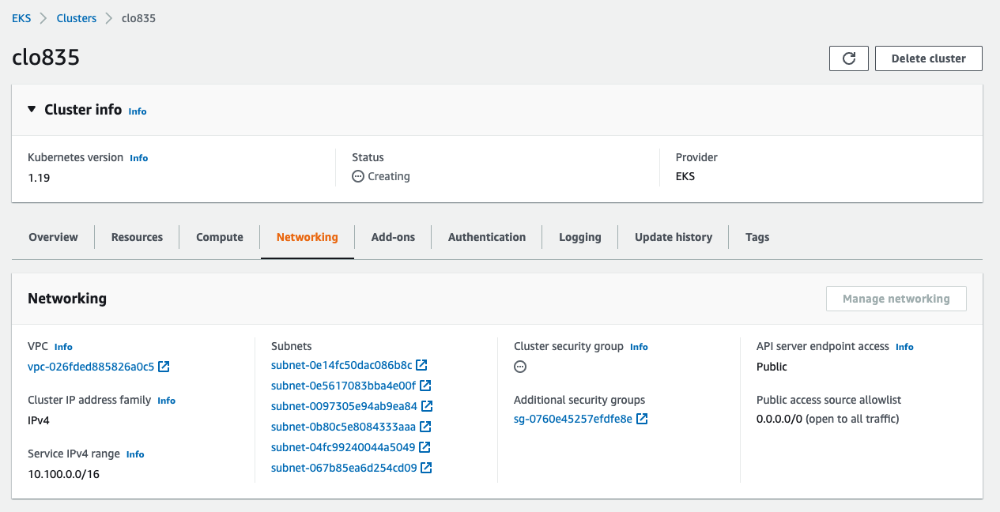 EKS > Clusters > clo835
clo835
Delete cluster
Cluster info Info
Kubernetes version Info
1.19
Status
Creating
Provider
EKS
Overview
Resources
Compute
Networking
Add-ons
Authentication
Logging
Update history
Tags
Networking
Manage networking
VPC Info
vpc-026fded885826a0c5
Cluster IP address family Info
IPv4
Service IPv4 range Info
10.100.0.0/16
Subnets
subnet-0e14fc50dac086b8c
subnet-0e5617083bba4e00f
subnet-0097305e94ab9ea84
subnet-0b80c5e8084333aaa
subnet-04fc99240044a5049
subnet-067b85ea6d254cd09
Cluster security group Info
Additional security groups
sg-0760e45257efdfe8e
API server endpoint access Info
Public
Public access source allowlist
0.0.0.0/0 (open to all traffic)